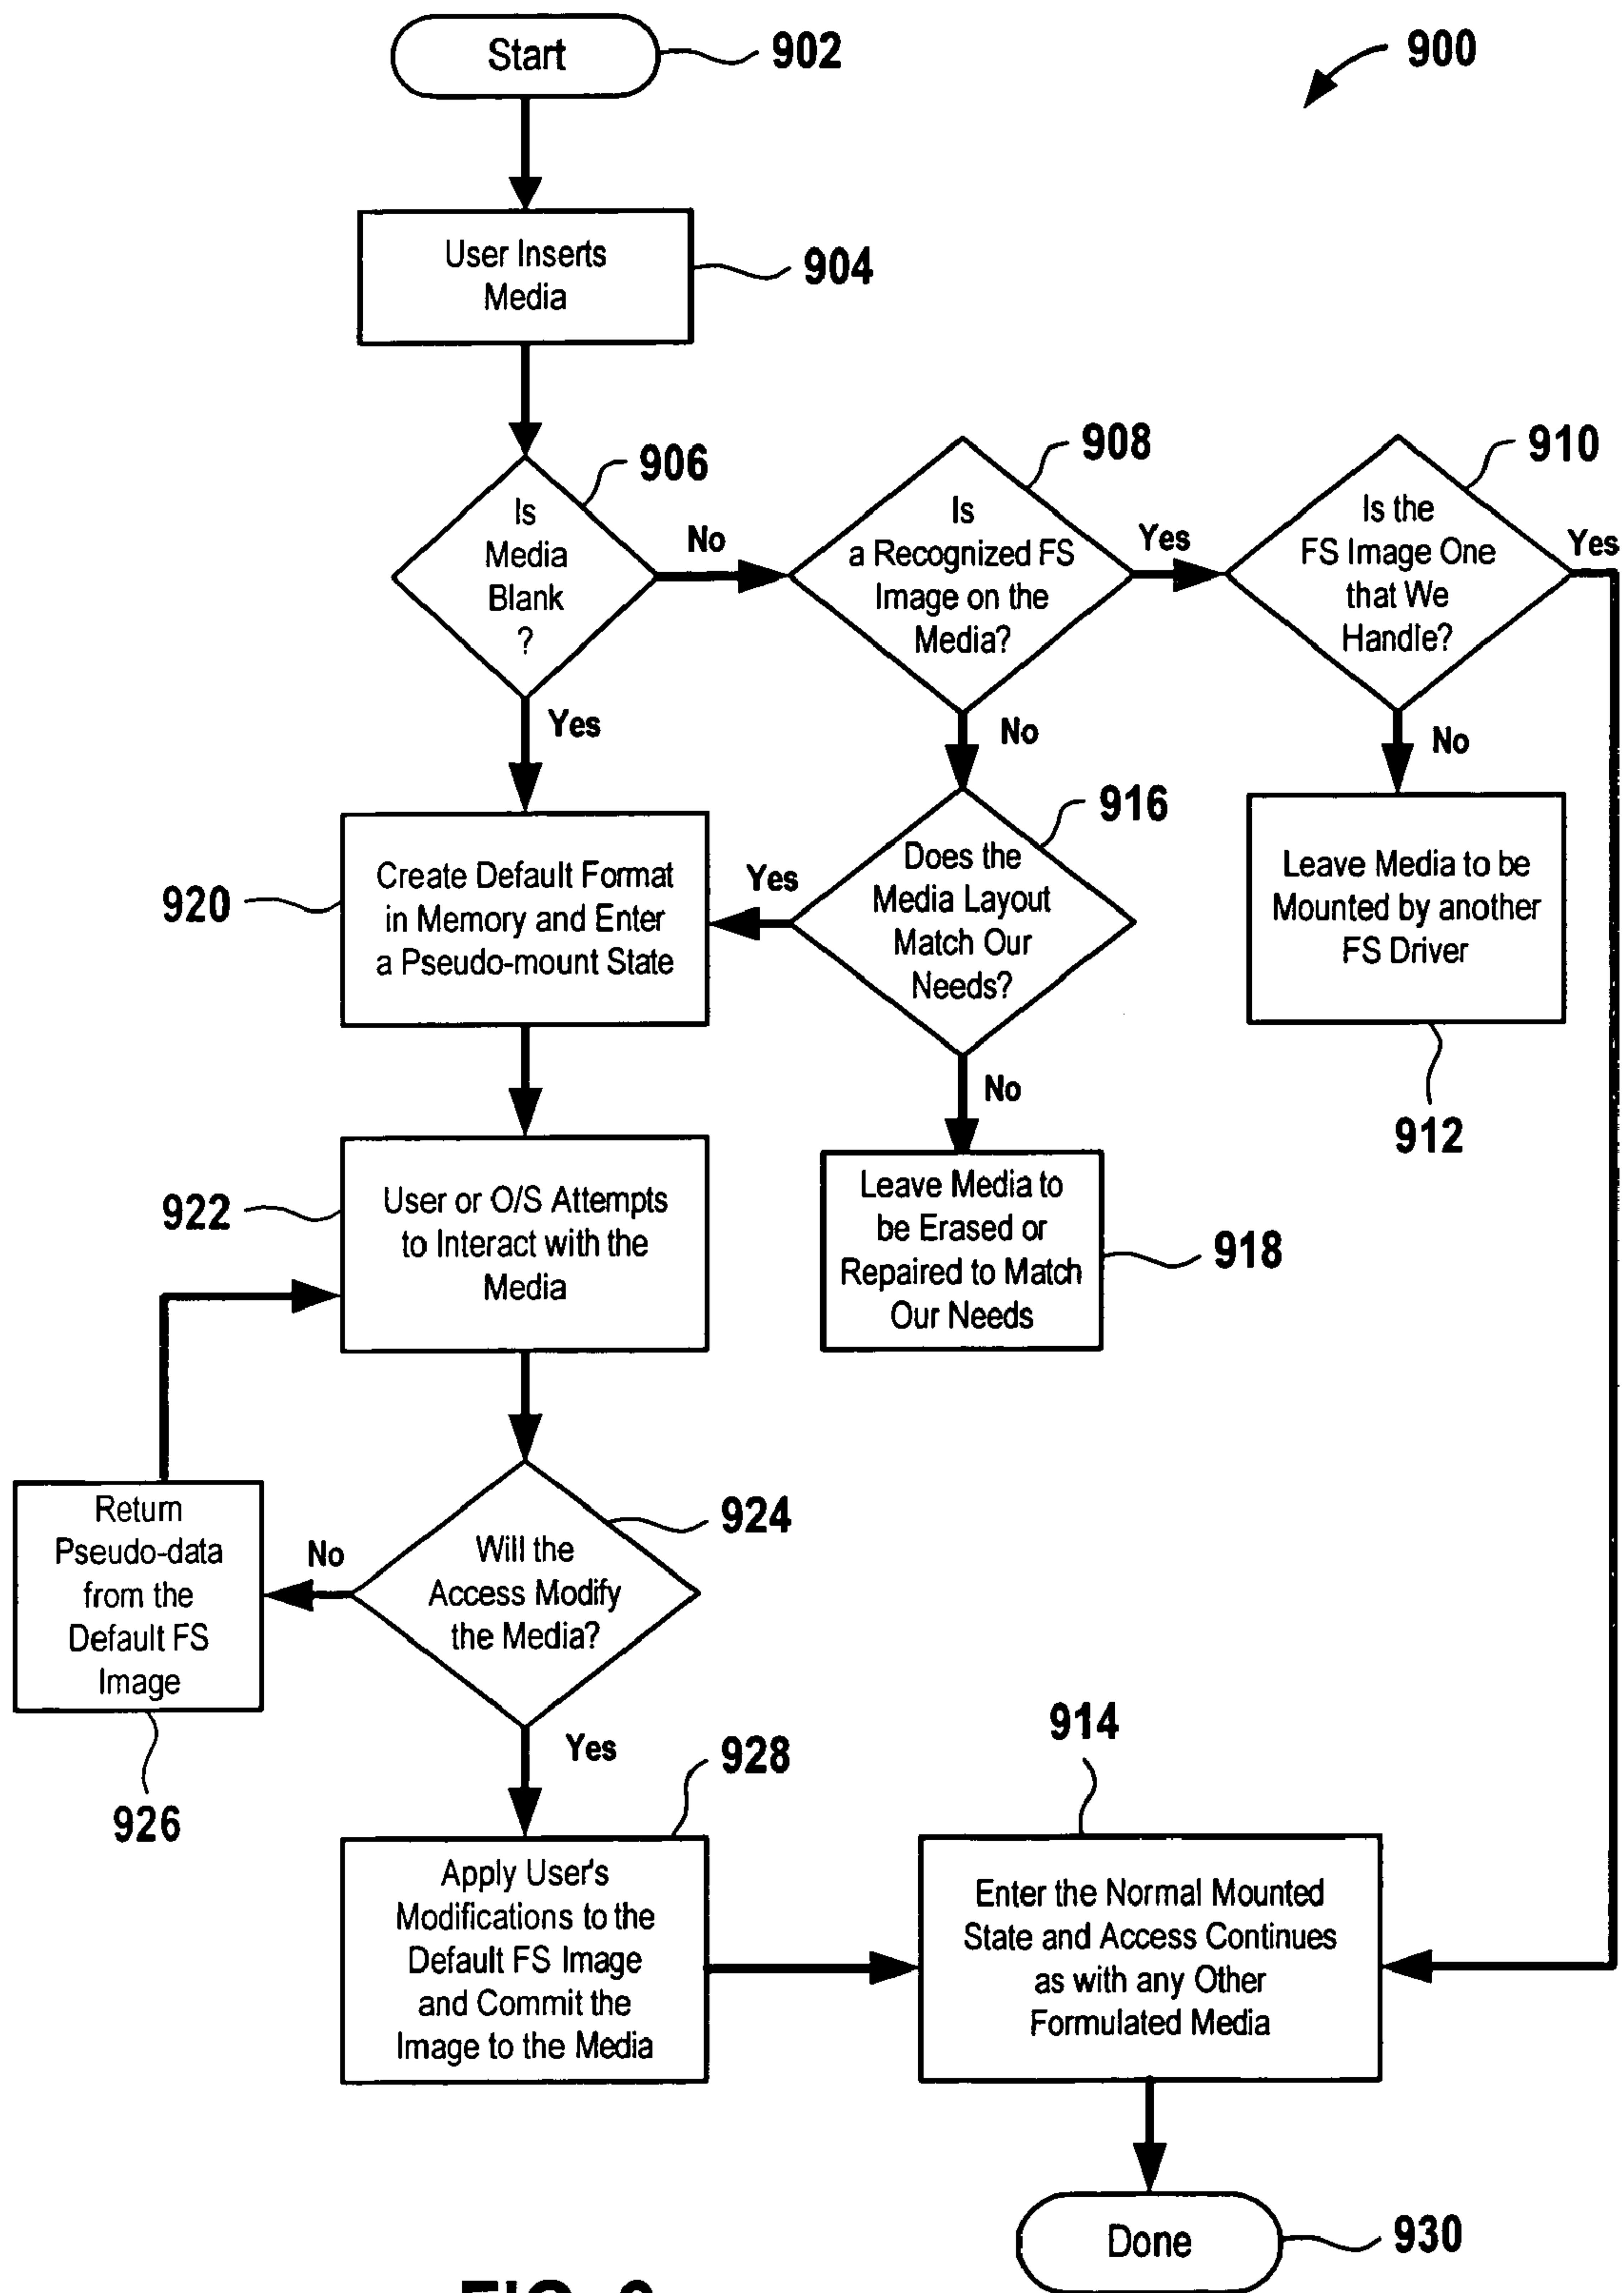 Start
902
900
User Inserts
Media
904
906
Is
Media
Blank
?
No
908
Is
a Recognized FS
Image on the
Media?
Yes
910
Is the
FS Image One
that We
Handle?
Yes
Yes
No
No
920
Create Default Format
in Memory and Enter
a Pseudo-mount State
Yes
916
Does the
Media Layout
Match Our
Needs?
Leave Media to be
Mounted by another
FS Driver
912
No
922
User or O/S Attempts
to Interact with the
Media
Leave Media to
be Erased or
Repaired to Match
Our Needs
918
Return
Pseudo-data
from the
Default FS
Image
926
No
924
Will the
Access Modify
the Media?
Yes
928
Apply User's
Modifications to the
Default FS Image
and Commit the
Image to the Media
914
Enter the Normal Mounted
State and Access Continues
as with any Other
Formulated Media
Done
930